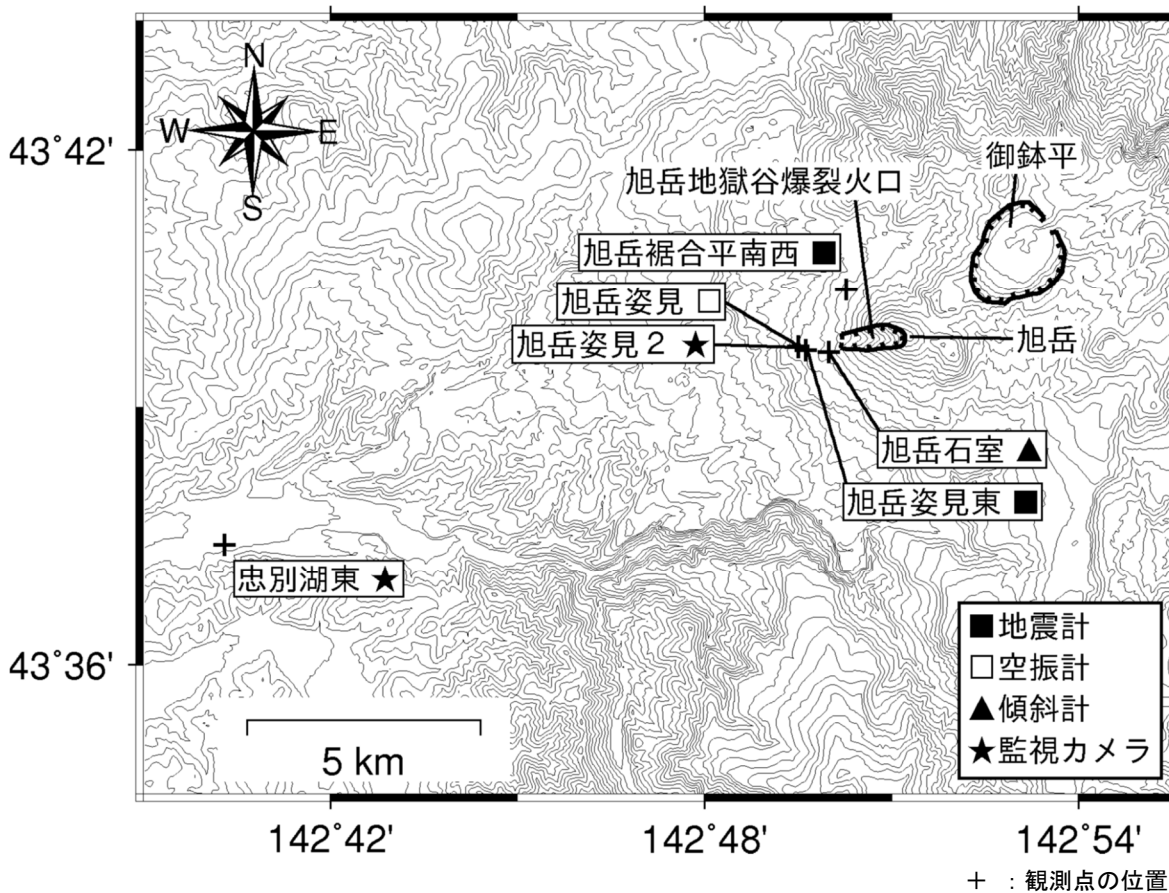 N
W
E
S
43°42'
御鉢平
旭岳地獄谷爆裂火口
旭岳裾合平南西 ■
旭岳姿見 □
旭岳姿見２ ★
旭岳
旭岳石室 ▲
旭岳姿見東 ■
忠別湖東 ★
43°36'
5 km
■地震計
□空振計
▲傾斜計
★監視カメラ
142°42'
142°48'
142°54'
＋ ：観測点の位置